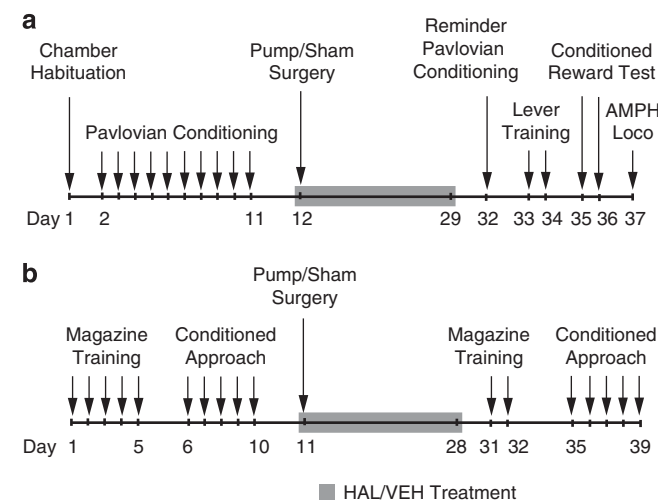 a
Chamber
Habituation
Pavlovian Conditioning
Pump/Sham
Surgery
Reminder
Pavlovian
Conditioning
Lever
Training
Conditioned
Reward Test
AMPH
Loco
Day 1 2 11 12 29 32 33 34 35 36 37
b
Magazine
Training
Conditioned
Approach
Pump/Sham
Surgery
Magazine
Training
Conditioned
Approach
Day 1 5 6 10 11 28 31 32 35 39
HAL/VEH Treatment